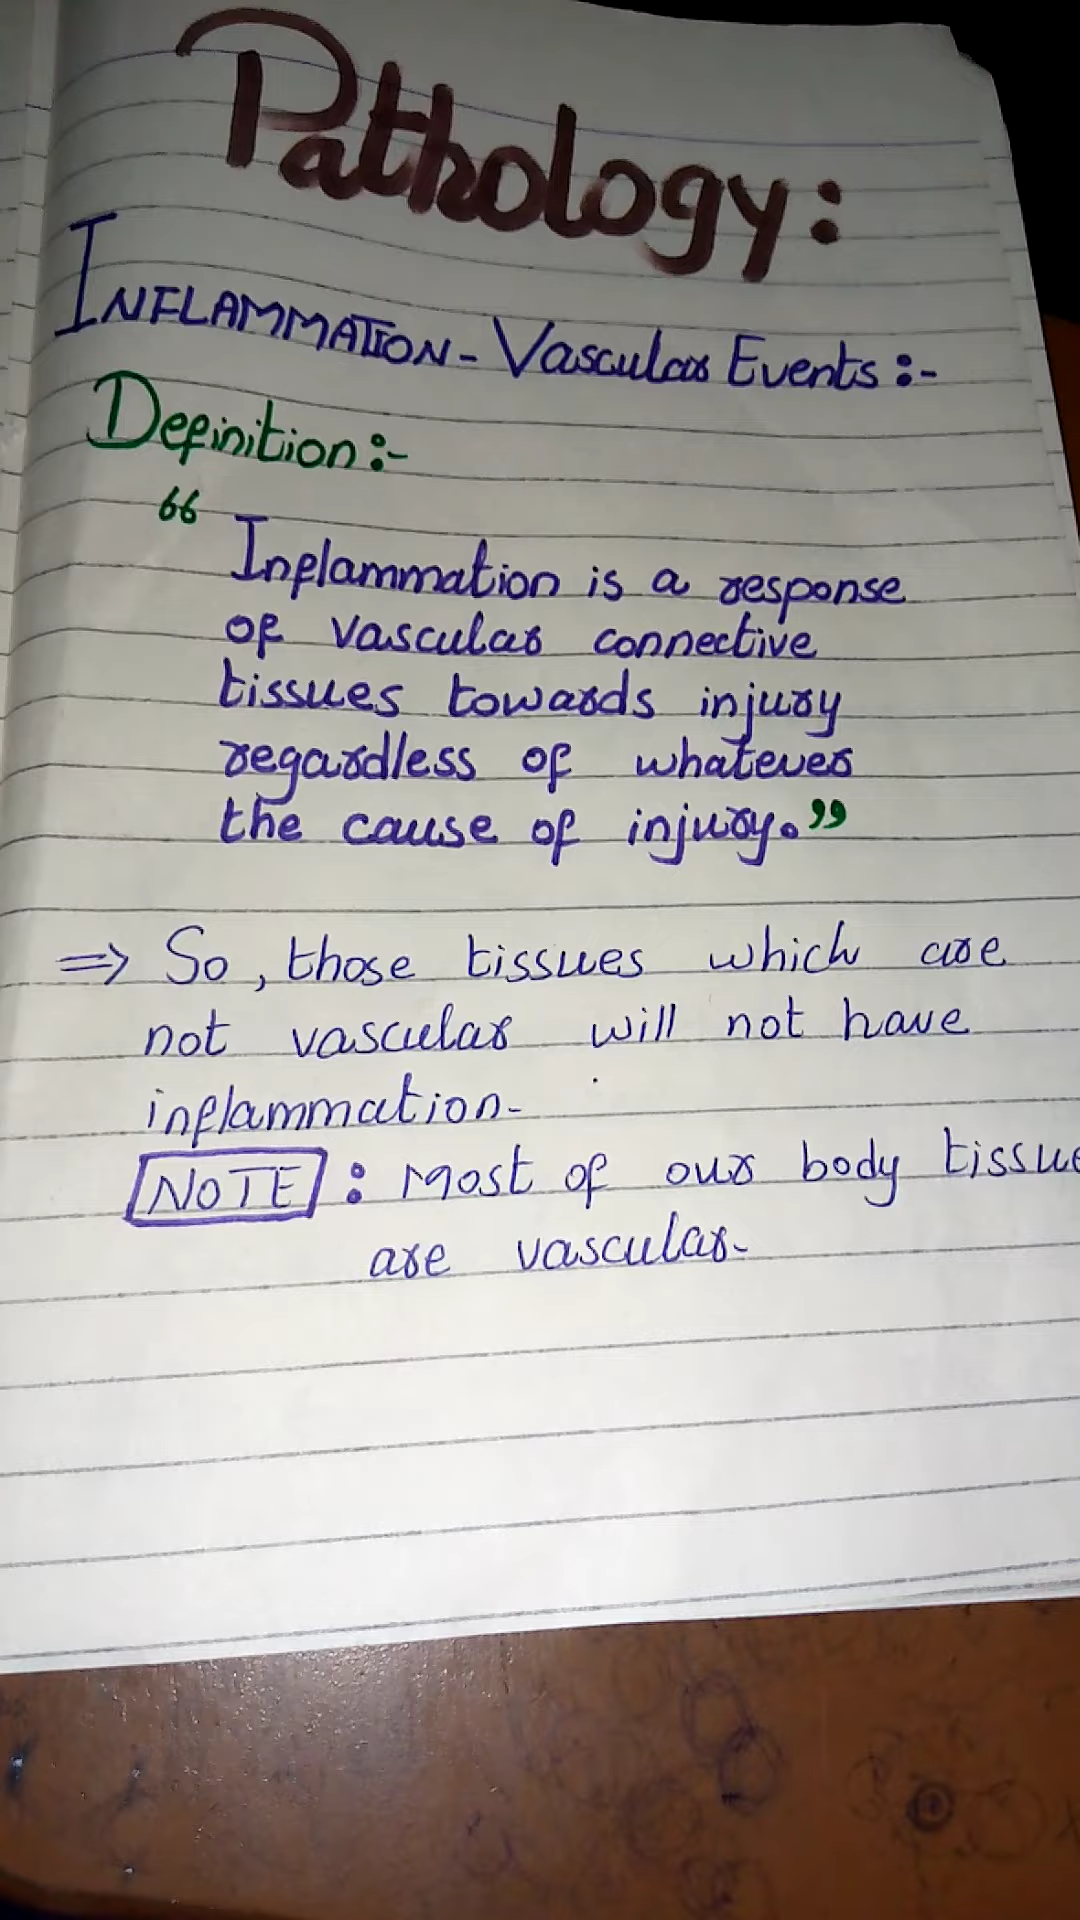 Pathology:
INFLAMMATION - Vascular Events :-
Definition :-
“ Inflammation is a response
of vascular connective
tissues towards injury
regardless of whatever
the cause of injury. ”
⇒ So, those tissues which are
not vascular will not have
inflammation.
NOTE : Most of our body tissue
are vascular.